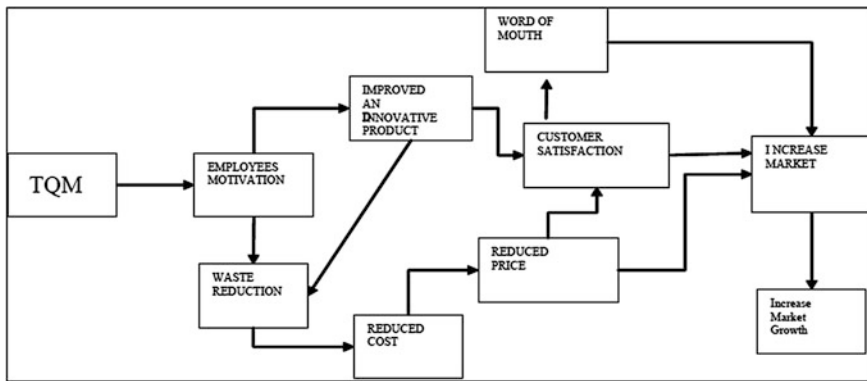 WORD OF
MOUTH
IMPROVED
AN
DNNOVATIVE
PRODUCT
CUSTOMER
SATISFACTION
I NCREASE
MARKET
TQM
EMPLOYEES
MOTIVATION
REDUCED
PRICE
WASTE
REDUCTION
Increase
Market
Growth
REDUCED
COST